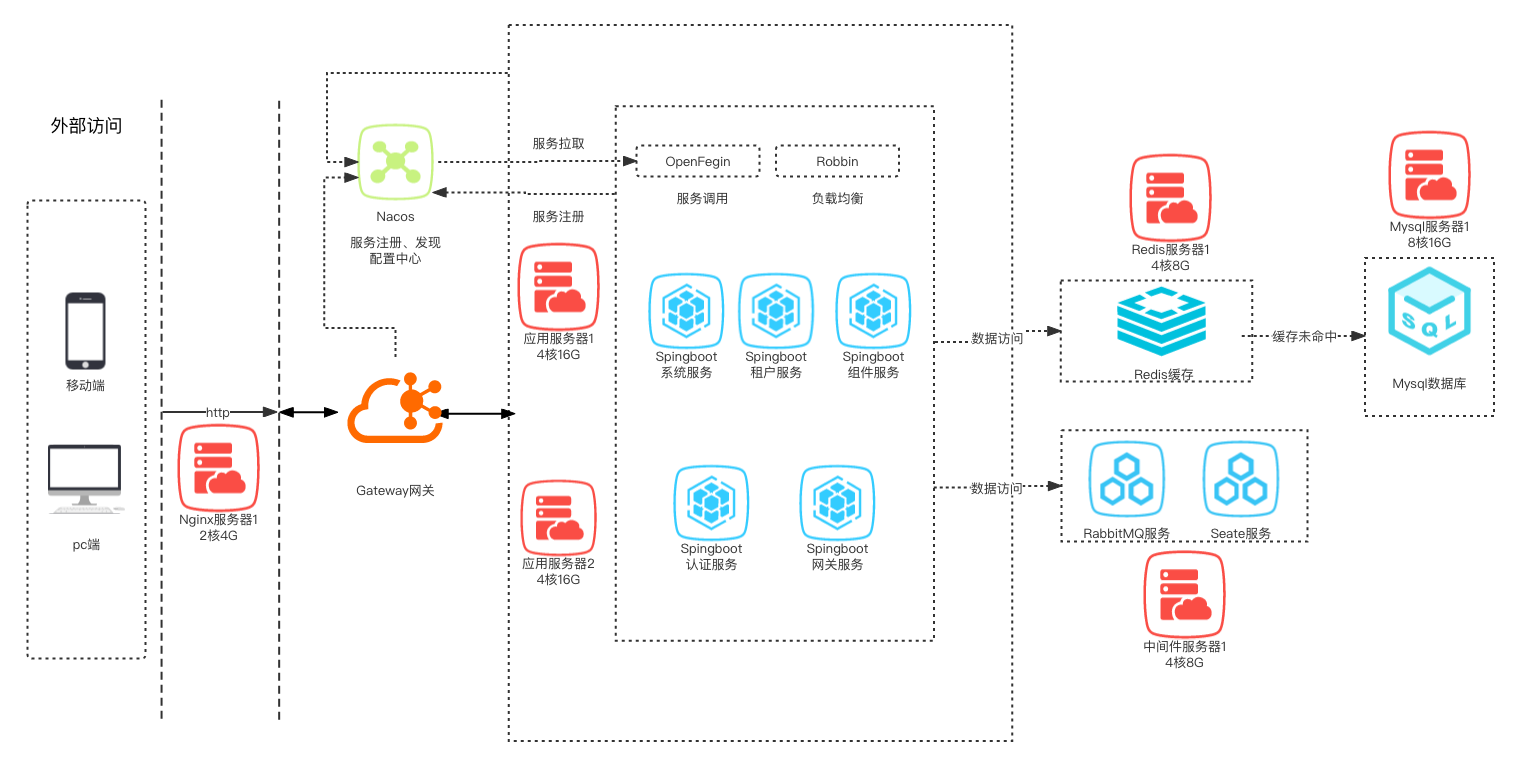 外部访问
移动端
pc端
http
Nginx服务器1
2核4G
Nacos
服务注册、发现
配置中心
Gateway网关
服务拉取
服务注册
应用服务器1
4核16G
应用服务器2
4核16G
OpenFegin
服务调用
Robbin
负载均衡
Spingboot
系统服务
Spingboot
租户服务
Spingboot
组件服务
Spingboot
认证服务
Spingboot
网关服务
数据访问
数据访问
Redis服务器1
4核8G
Redis缓存
缓存未命中
Mysql服务器1
8核16G
SQL
Mysql数据库
RabbitMQ服务
Seate服务
中间件服务器1
4核8G